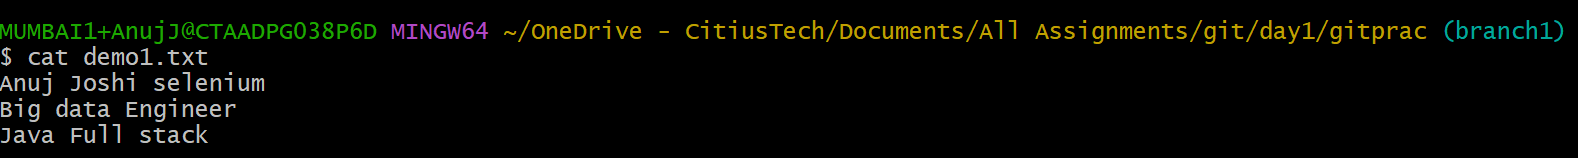 MUMBAI1+AnujJ@CTAADPG038P6D MINGW64 ~/OneDrive - CitiusTech/Documents/All Assignments/git/day1/gitprac (branch1)
$ cat demo1.txt
Anuj Joshi selenium
Big data Engineer
Java Full stack